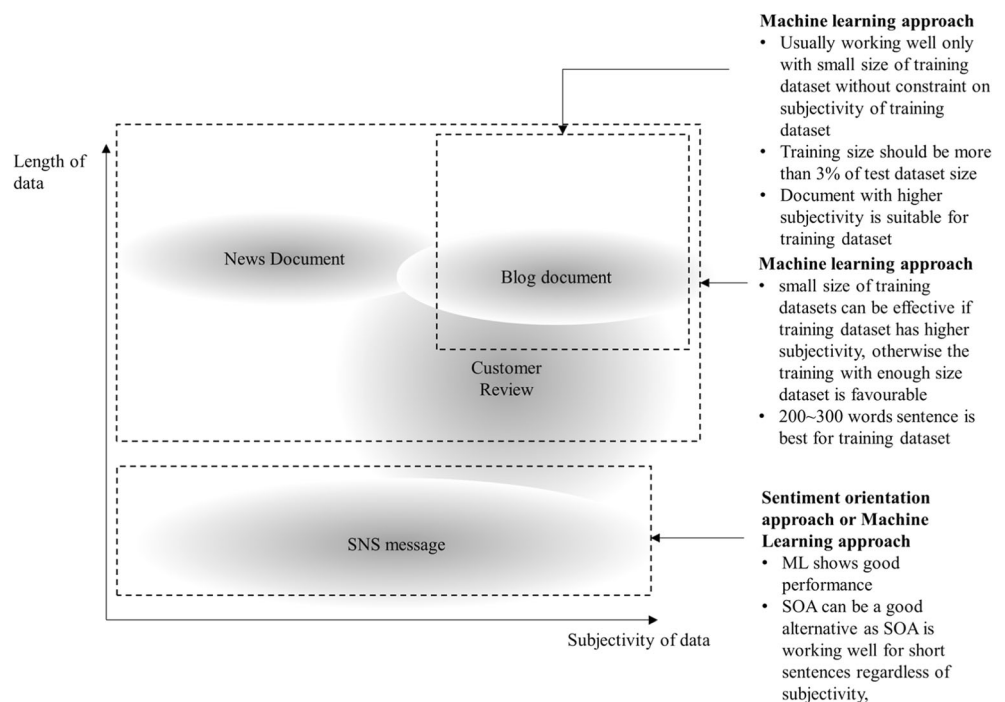 Machine learning approach
• Usually working well only
with small size of training
dataset without constraint on
subjectivity of training
dataset
• Training size should be more
than 3% of test dataset size
• Document with higher
subjectivity is suitable for
training dataset
Machine learning approach
• small size of training
datasets can be effective if
training dataset has higher
subjectivity, otherwise the
training with enough size
dataset is favourable
• 200~300 words sentence is
best for training dataset
Sentiment orientation
approach or Machine
Learning approach
• ML shows good
performance
• SOA can be a good
alternative as SOA is
working well for short
sentences regardless of
subjectivity,
Length of
data
News Document
Blog document
Customer
Review
SNS message
Subjectivity of data